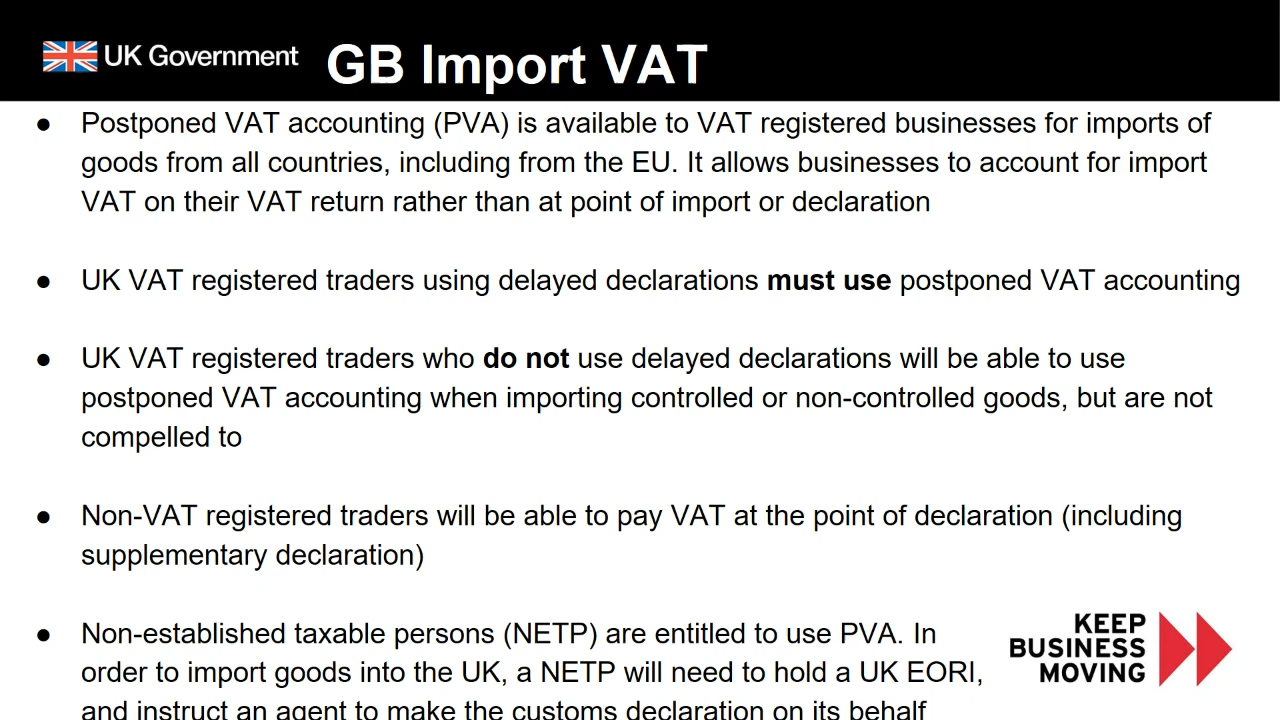 UK Government
GB Import VAT
● Postponed VAT accounting (PVA) is available to VAT registered businesses for imports of
goods from all countries, including from the EU. It allows businesses to account for import
VAT on their VAT return rather than at point of import or declaration
● UK VAT registered traders using delayed declarations must use postponed VAT accounting
● UK VAT registered traders who do not use delayed declarations will be able to use
postponed VAT accounting when importing controlled or non-controlled goods, but are not
compelled to
● Non-VAT registered traders will be able to pay VAT at the point of declaration (including
supplementary declaration)
● Non-established taxable persons (NETP) are entitled to use PVA. In
order to import goods into the UK, a NETP will need to hold a UK EORI,
and instruct an agent to make the customs declaration on its behalf
KEEP
BUSINESS
MOVING